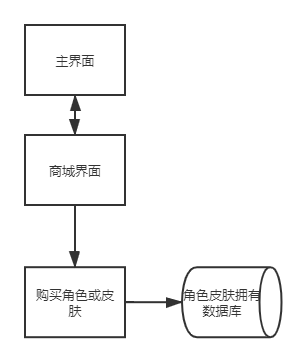 主界面
商城界面
购买角色或皮
肤
角色皮肤拥有
数据库